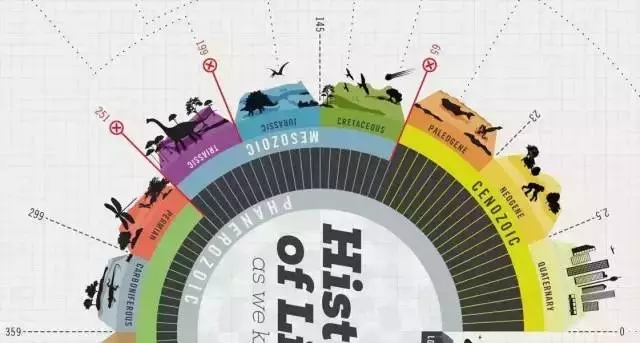 145
199
65
251
23
299
2.5
359
0
CARBONIFEROUS
PERMIAN
TRIASSIC
JURASSIC
CRETACEOUS
PALEOGENE
NEOGENE
QUATERNARY
MESOZOIC
CENOZOIC
PHANEROZOIC
Hist
of Li
as we k